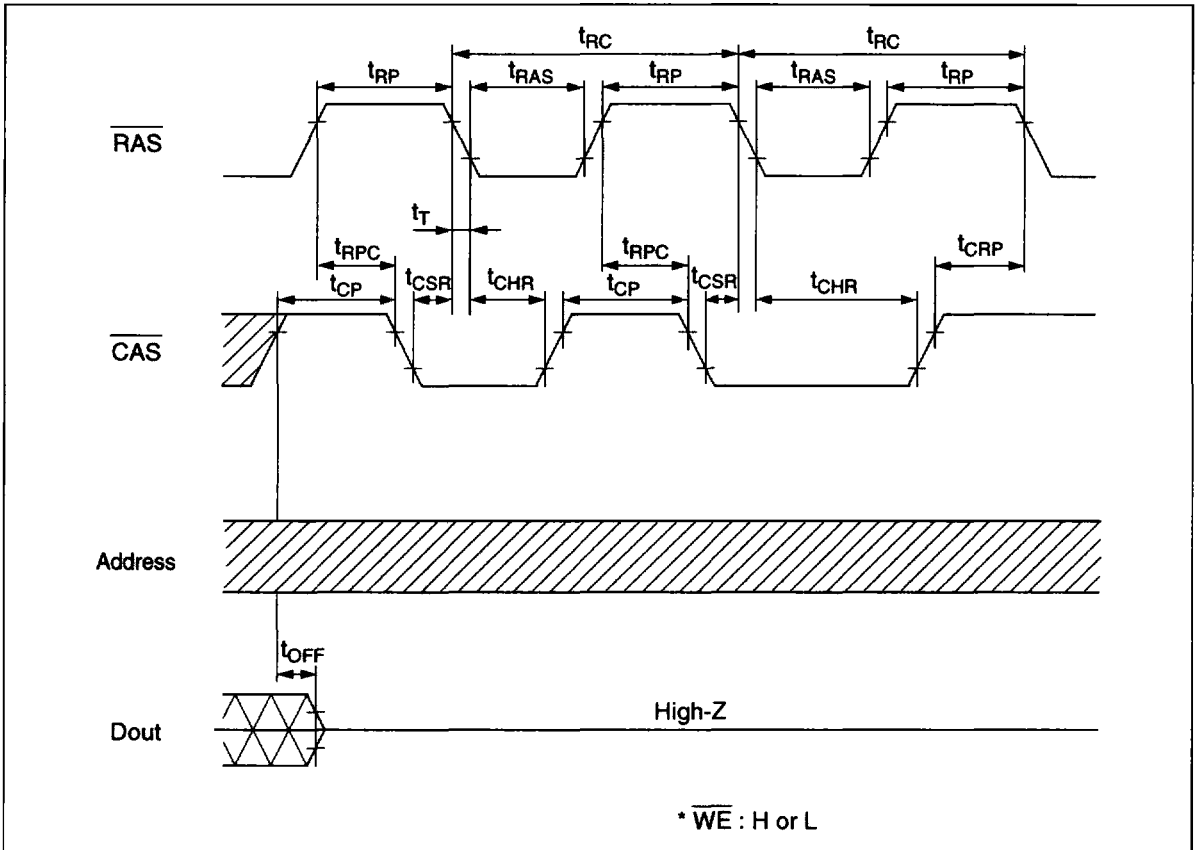 tRC tRC
tRP tRAS tRP tRAS tRP
RAS
tT
tRPC tRPC tCRP
tCP tCSR tCHR tCP tCSR tCHR
CAS
Address
tOFF
Dout High-Z
* WE : H or L